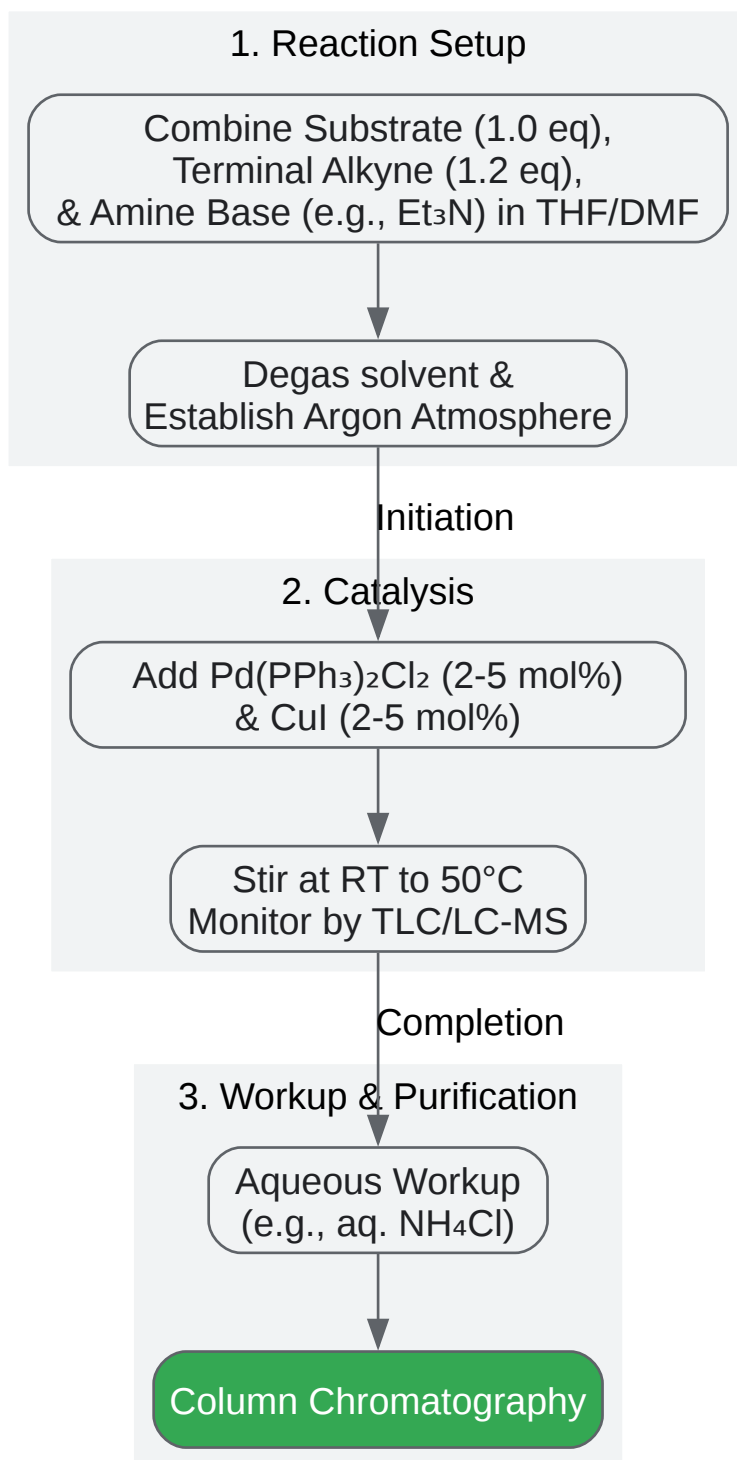 1. Reaction Setup
Combine Substrate (1.0 eq),
Terminal Alkyne (1.2 eq),
& Amine Base (e.g., Et₃N) in THF/DMF
Degas solvent &
Establish Argon Atmosphere
Initiation
2. Catalysis
Add Pd(PPh₃)₂Cl₂ (2-5 mol%)
& CuI (2-5 mol%)
Stir at RT to 50°C
Monitor by TLC/LC-MS
Completion
3. Workup & Purification
Aqueous Workup
(e.g., aq. NH₄Cl)
Column Chromatography